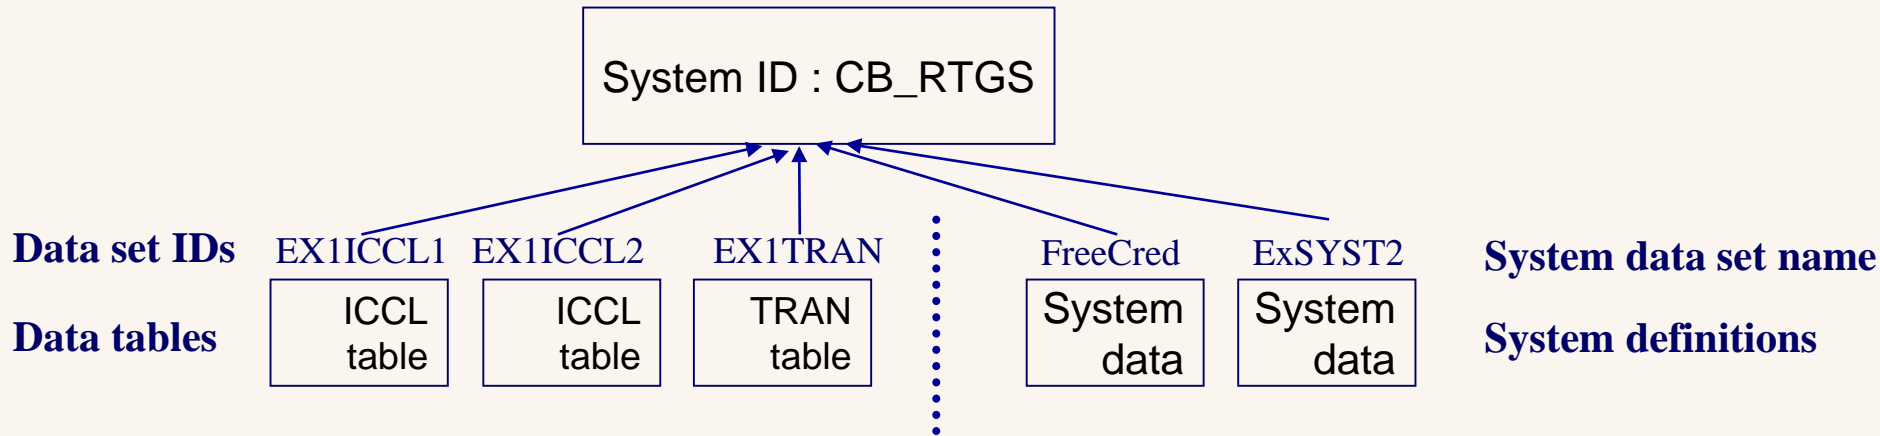 System ID : CB_RTGS
Data set IDs EX1ICCL1 EX1ICCL2 EX1TRAN FreeCred ExSYST2 System data set name
ICCL ICCL TRAN System System
Data tables table table table data data System definitions